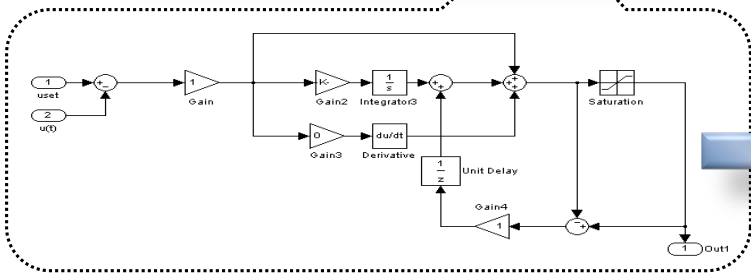 1
uset
2
u(t)
+
-
1
Gain
K-
Gain2
1
s
Integrator3
+
+
+
+
+
Saturation
0
Gain3
du/dt
Derivative
1
z
Unit Delay
Gain4
1
-
+
1
Out1